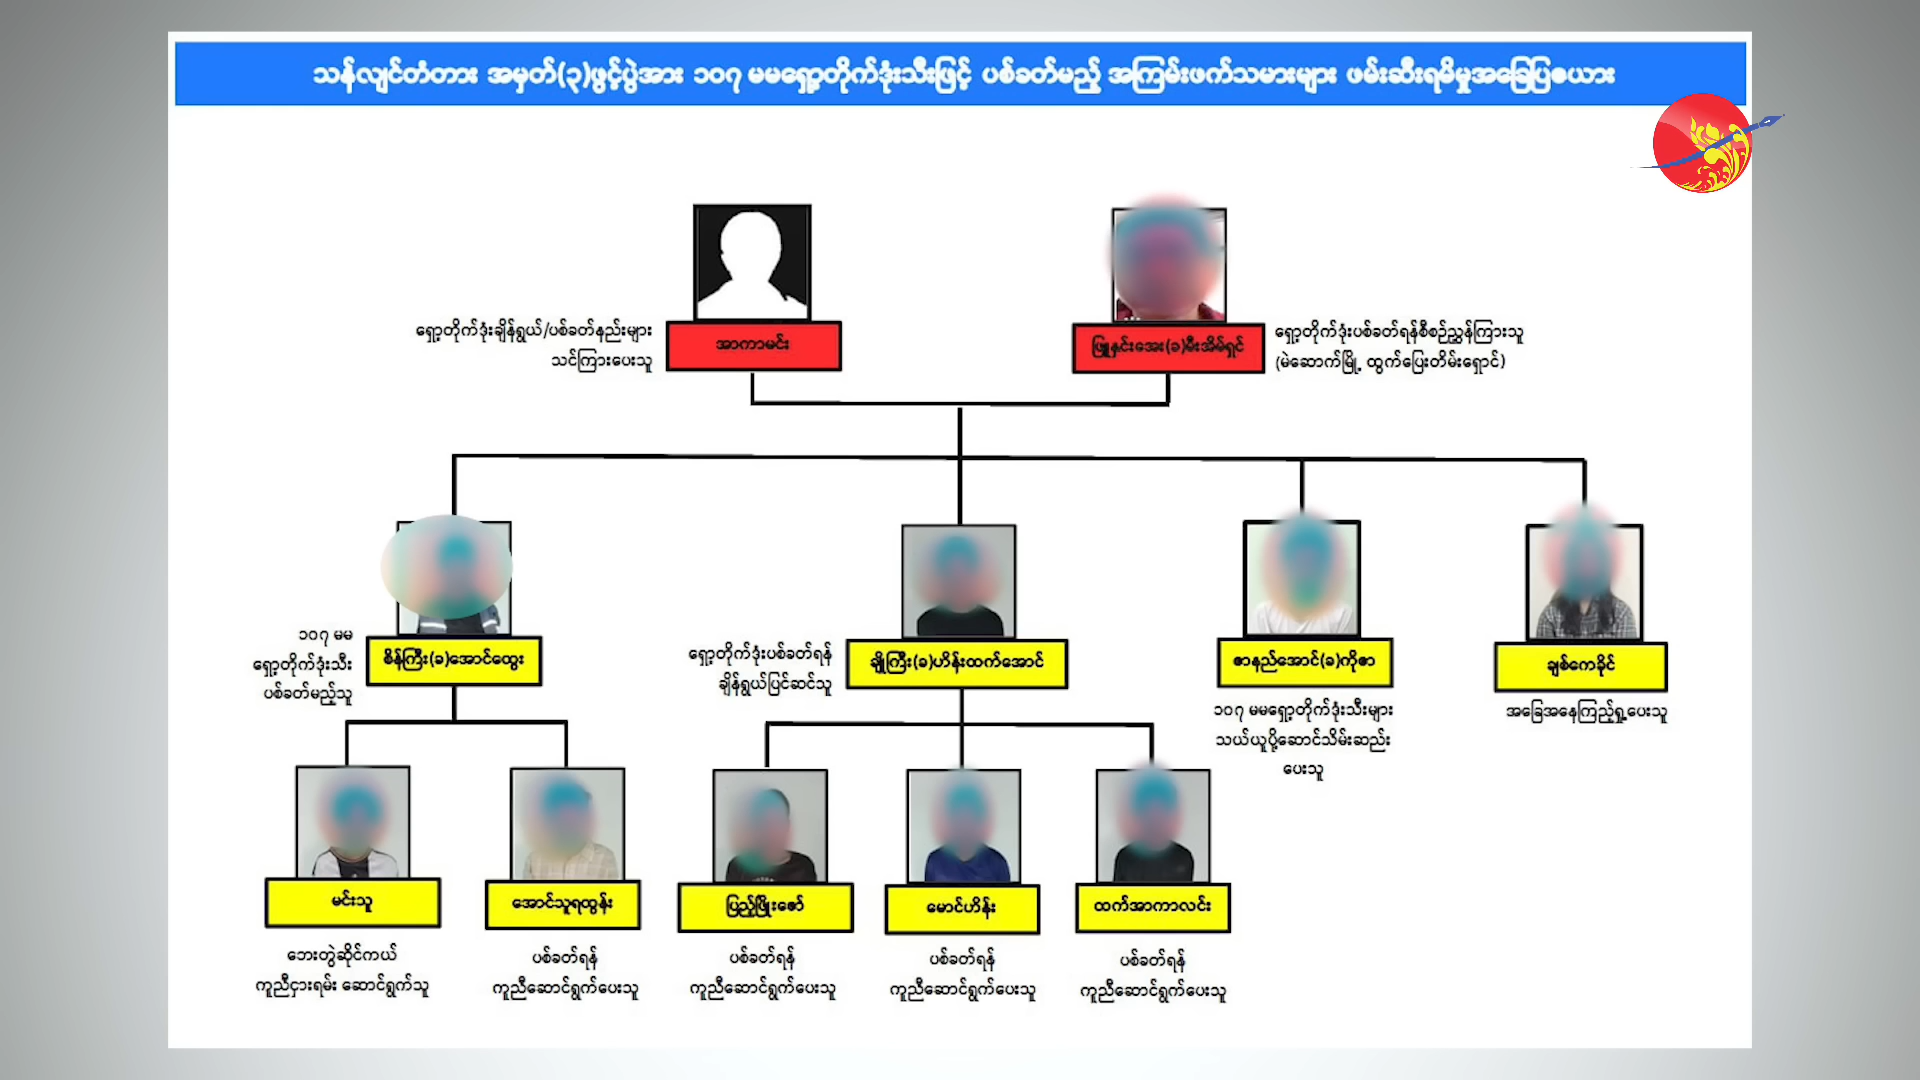 သန်လျင်တံတား အမှတ်(၃)ဖွင့်ပွဲအား ၁၀၇ မမရှော့တိုက်ဒုံးသီးဖြင့် ပစ်ခတ်မည့် အကြမ်းဖက်သမားများ ဖမ်းဆီးရမိမှုအခြေပြဇယား
ရှော့တိုက်ဒုံးချိန်ရွယ်/ပစ်ခတ်နည်းများ
သင်ကြားပေးသူ
အာကာမင်း
ဖြူနှင်းအေး(ခ)မီးအိမ်ရှင်
ရှော့တိုက်ဒုံးပစ်ခတ်ရန်စီစဉ်ညွှန်ကြားသူ
(မဲဆောက်မြို့ ထွက်ပြေးတိမ်းရှောင်)
၁၀၇ မမ
ရှော့တိုက်ဒုံးသီး
ပစ်ခတ်မည့်သူ
စိန်ကြီး(ခ)အောင်ထွေး
ရှော့တိုက်ဒုံးပစ်ခတ်ရန်
ချိန်ရွယ်ပြင်ဆင်သူ
ချိုကြီး(ခ)ဟိန်းထက်အောင်
ဇာနည်အောင်(ခ)ကိုဇာ
၁၀၇ မမရှော့တိုက်ဒုံးသီးများ
သယ်ယူပို့ဆောင်သိမ်းဆည်း
ပေးသူ
ချစ်ကေခိုင်
အခြေအနေကြည့်ရှု့ပေးသူ
မင်းသူ
ဘေးတွဲဆိုင်ကယ်
ကူညီငှားရမ်း ဆောင်ရွက်သူ
အောင်သူရထွန်း
ပစ်ခတ်ရန်
ကူညီဆောင်ရွက်ပေးသူ
ပြည့်ဖြိုးဇော်
ပစ်ခတ်ရန်
ကူညီဆောင်ရွက်ပေးသူ
မောင်ဟိန်း
ပစ်ခတ်ရန်
ကူညီဆောင်ရွက်ပေးသူ
ထက်အာကာလင်း
ပစ်ခတ်ရန်
ကူညီဆောင်ရွက်ပေးသူ